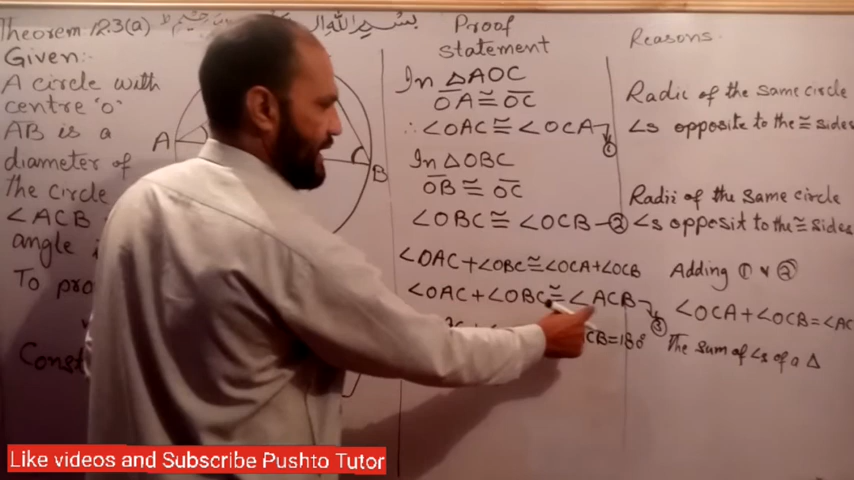 Theorem 12.3(a)
Given:-
A circle with
centre 'O'
AB is a
diameter of
the circle
∠ACB
angle i
To pro
Const
A
B
بسم اللہ ال
Proof
Statement
In △AOC
OA ≅ OC
∴ ∠OAC ≅ ∠OCA → ①
In △OBC
OB ≅ OC
∠OBC ≅ ∠OCB — ②
∠OAC + ∠OBC ≅ ∠OCA + ∠OCB
∠OAC + ∠OBC ≅ ∠ACB → ③
CB = 180°
Reasons.
Radii of the same circle
∠s opposite to the ≅ sides
Radii of the same circle
∠s opposit to the ≅ sides
Adding ① & ②
∠OCA + ∠OCB = ∠AC
The sum of ∠s of a △
Like videos and Subscribe Pushto Tutor